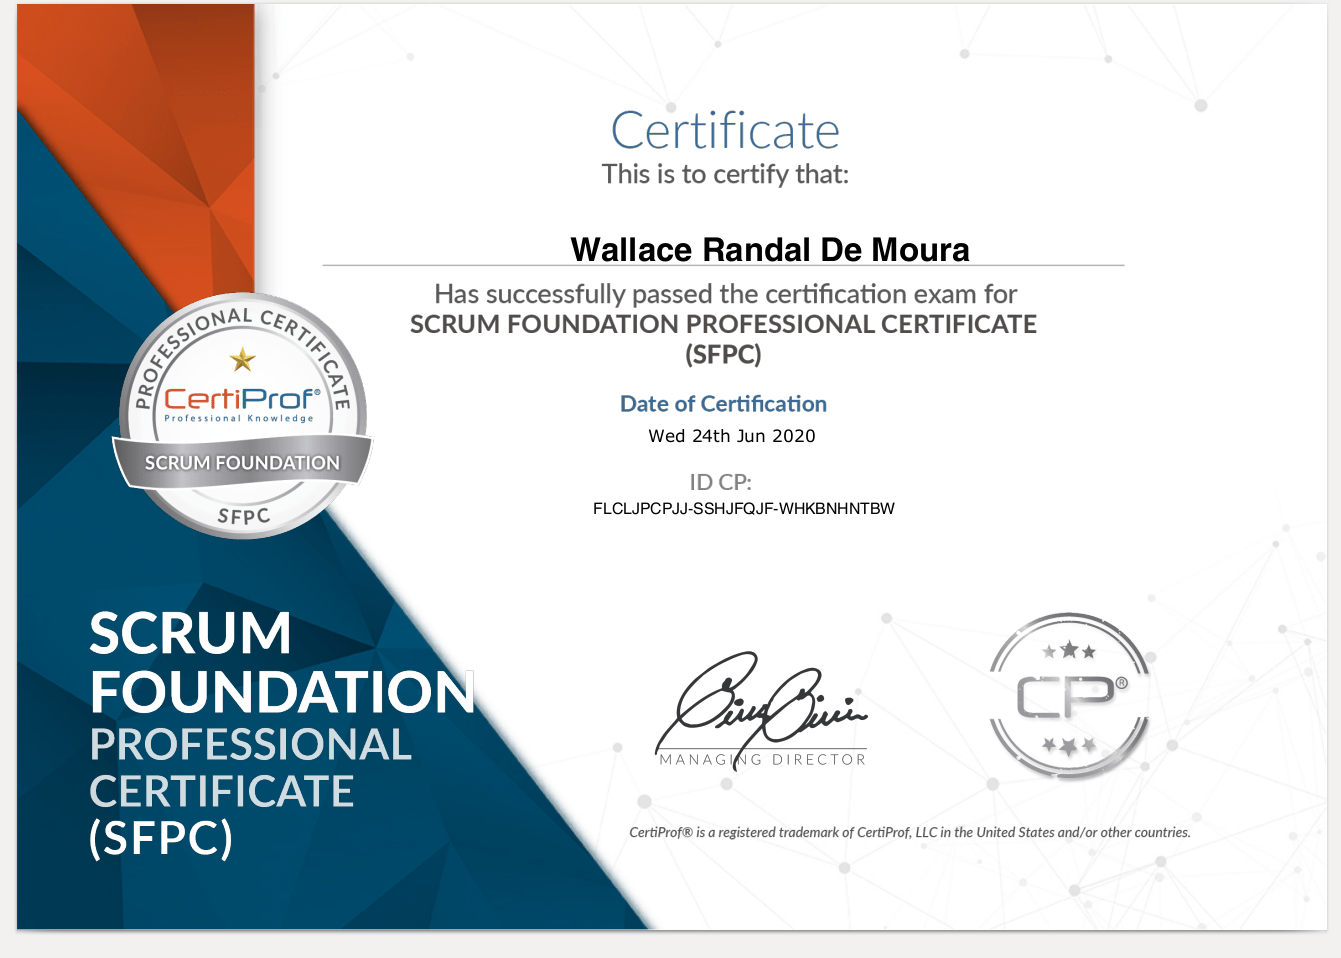 Certificate
This is to certify that:
Wallace Randal De Moura
Has successfully passed the certification exam for
SCRUM FOUNDATION PROFESSIONAL CERTIFICATE
(SFPC)
Date of Certification
Wed 24th Jun 2020
ID CP:
FLCLJPCPJJ-SSHJFQJF-WHKBNHNTBW
PROFESSIONAL CERTIFICATE
CertiProf®
Professional Knowledge
SCRUM FOUNDATION
SFPC
SCRUM
FOUNDATION
PROFESSIONAL
CERTIFICATE
(SFPC)
MANAGING DIRECTOR
CP®
CertiProf® is a registered trademark of CertiProf, LLC in the United States and/or other countries.